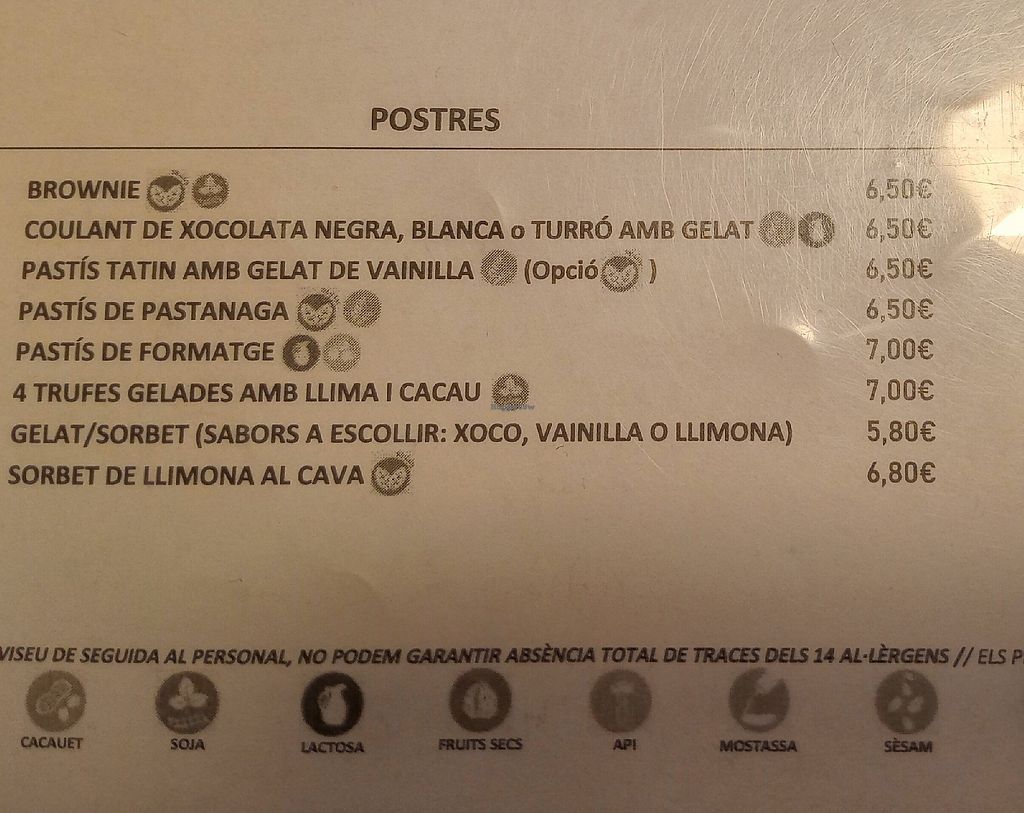 POSTRES
BROWNIE 6,50€
COULANT DE XOCOLATA NEGRA, BLANCA o TURRÓ AMB GELAT 6,50€
PASTÍS TATIN AMB GELAT DE VAINILLA (Opció ) 6,50€
PASTÍS DE PASTANAGA 6,50€
PASTÍS DE FORMATGE 7,00€
4 TRUFES GELADES AMB LLIMA I CACAU 7,00€
GELAT/SORBET (SABORS A ESCOLLIR: XOCO, VAINILLA O LLIMONA) 5,80€
SORBET DE LLIMONA AL CAVA 6,80€
VISEU DE SEGUIDA AL PERSONAL, NO PODEM GARANTIR ABSÈNCIA TOTAL DE TRACES DELS 14 AL·LÈRGENS // ELS P
CACAUET SOJA LACTOSA FRUITS SECS API MOSTASSA SÈSAM